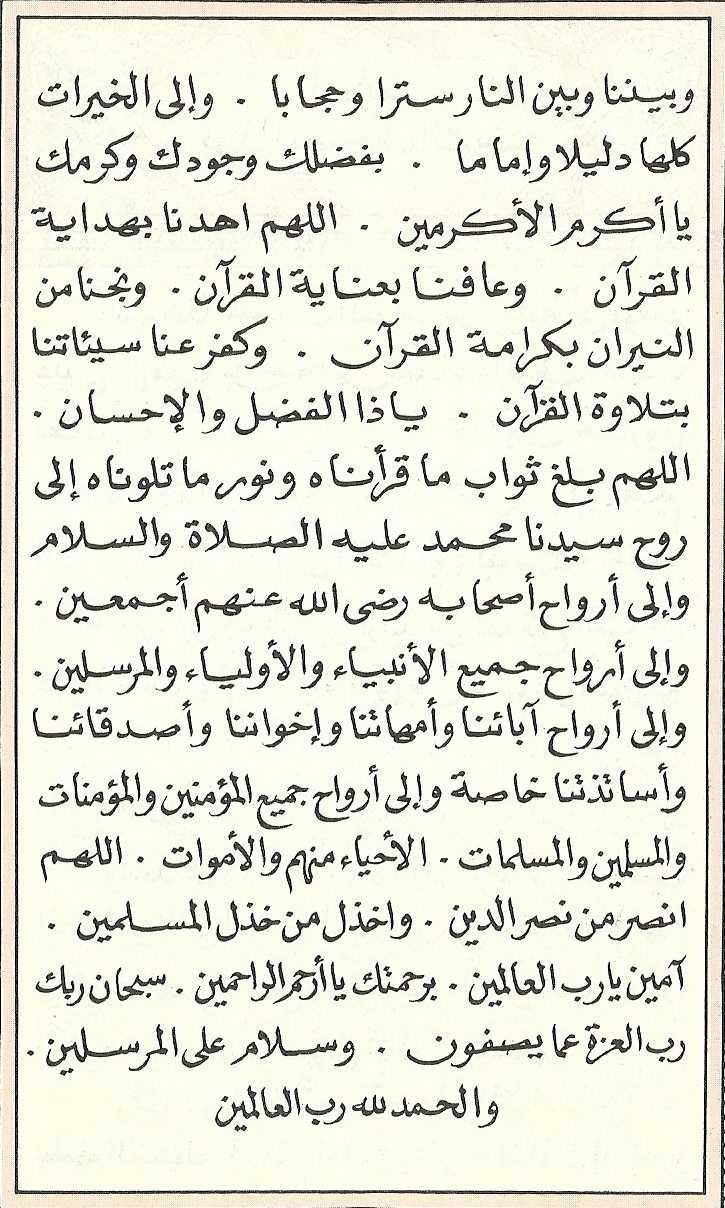 وبيننا وبين النار سترا وحجابا . وإلى الخيرات
كلها دليلا وإماما . بفضلك وجودك وكرمك
يا أكرم الأكرمين . اللهم اهدنا بهداية
القرآن . وعافنا بعناية القرآن . ونجنا من
النيران بكرامة القرآن . وكفر عنا سيئاتنا
بتلاوة القرآن . ياذا الفضل والإحسان .
اللهم بلغ ثواب ما قرأناه ونور ما تلوناه إلى
روح سيدنا محمد عليه الصلاة والسلام
وإلى أرواح أصحابه رضى الله عنهم أجمعين .
وإلى أرواح جميع الأنبياء والأولياء والمرسلين .
وإلى أرواح آبائنا وأمهاتنا وإخواننا وأصدقائنا
وأساتذتنا خاصة وإلى أرواح جميع المؤمنين والمؤمنات
والمسلمين والمسلمات . الأحياء منهم والأموات . اللهم
انصر من نصر الدين . واخذل من خذل المسلمين .
آمين يارب العالمين . برحمتك يا أرحم الراحمين . سبحان ربك
رب العزة عما يصفون . وسلام على المرسلين .
والحمد لله رب العالمين